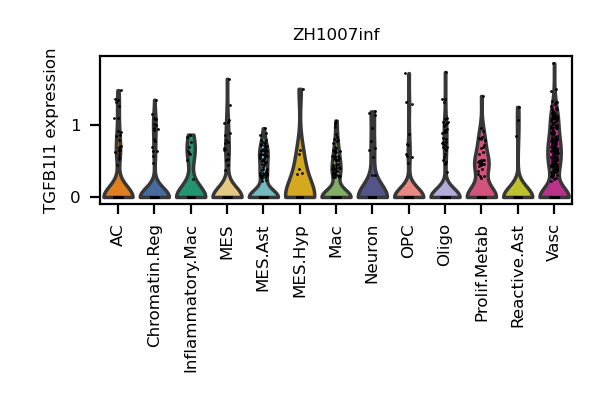 ZH1007inf
TGFB1I1 expression
1
0
AC
Chromatin.Reg
Inflammatory.Mac
MES
MES.Ast
MES.Hyp
Mac
Neuron
OPC
Oligo
Prolif.Metab
Reactive.Ast
Vasc